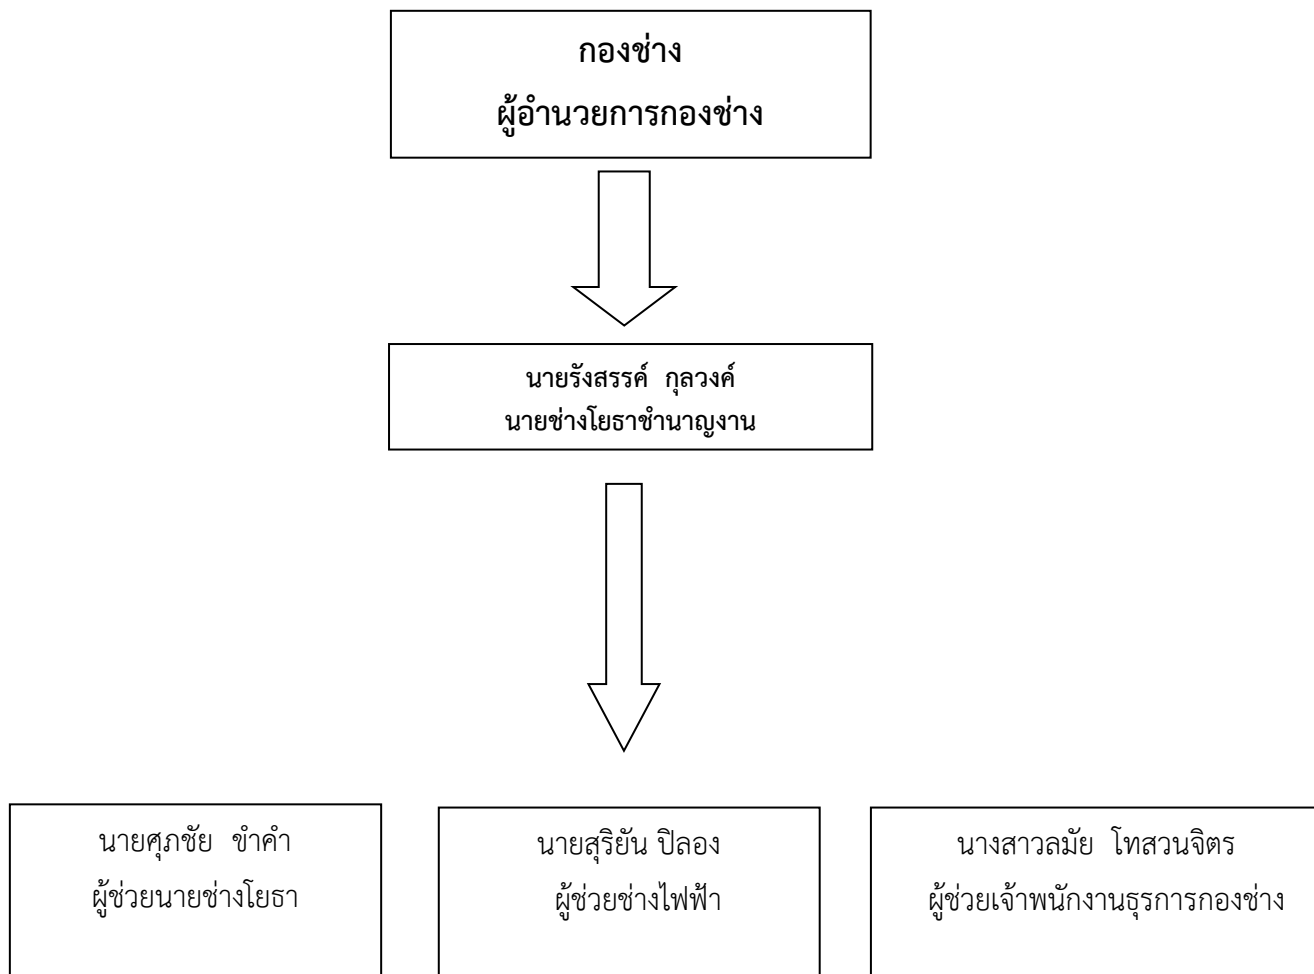 กองช่าง
ผู้อำนวยการกองช่าง
นายรังสรรค์  กุลวงค์
นายช่างโยธาชำนาญงาน
นายศุภชัย  ขำคำ
ผู้ช่วยนายช่างโยธา
นายสุริยัน ปิลอง
ผู้ช่วยช่างไฟฟ้า
นางสาวลมัย  โทสวนจิตร
ผู้ช่วยเจ้าพนักงานธุรการกองช่าง